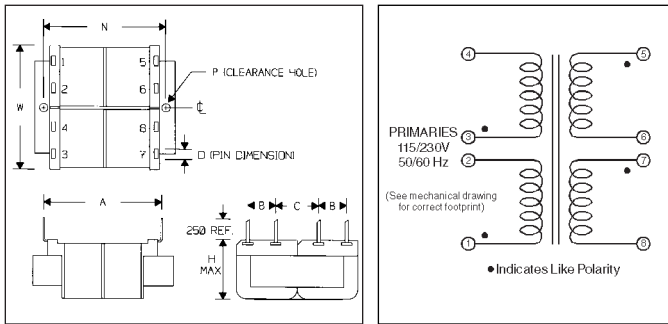 N
1
5
P (CLEARANCE HOLE)
2
6
W
℄
4
8
3
7
D (PIN DIMENSION)
A
B
C
B
.250 REF.
H
MAX
4
5
PRIMARIES
115/230V
50/60 Hz
3
6
2
7
(See mechanical drawing
for correct footprint)
1
8
●Indicates Like Polarity